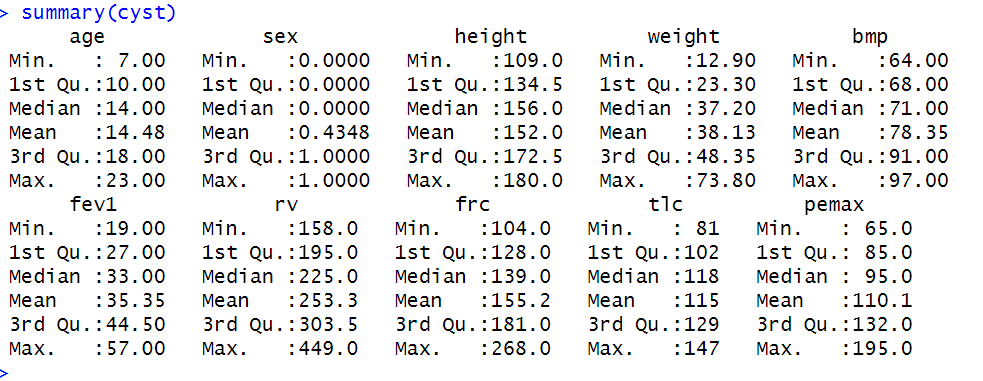 > summary(cyst)
      age             sex             height          weight           bmp
 Min.   : 7.00   Min.   :0.0000   Min.   :109.0   Min.   :12.90   Min.   :64.00
 1st Qu.:10.00   1st Qu.:0.0000   1st Qu.:134.5   1st Qu.:23.30   1st Qu.:68.00
 Median :14.00   Median :0.0000   Median :156.0   Median :37.20   Median :71.00
 Mean   :14.48   Mean   :0.4348   Mean   :152.0   Mean   :38.13   Mean   :78.35
 3rd Qu.:18.00   3rd Qu.:1.0000   3rd Qu.:172.5   3rd Qu.:48.35   3rd Qu.:91.00
 Max.   :23.00   Max.   :1.0000   Max.   :180.0   Max.   :73.80   Max.   :97.00
      fev1             rv             frc             tlc          pemax
 Min.   :19.00   Min.   :158.0   Min.   :104.0   Min.   : 81   Min.   : 65.0
 1st Qu.:27.00   1st Qu.:195.0   1st Qu.:128.0   1st Qu.:102   1st Qu.: 85.0
 Median :33.00   Median :225.0   Median :139.0   Median :118   Median : 95.0
 Mean   :35.35   Mean   :253.3   Mean   :155.2   Mean   :115   Mean   :110.1
 3rd Qu.:44.50   3rd Qu.:303.5   3rd Qu.:181.0   3rd Qu.:129   3rd Qu.:132.0
 Max.   :57.00   Max.   :449.0   Max.   :268.0   Max.   :147   Max.   :195.0
>